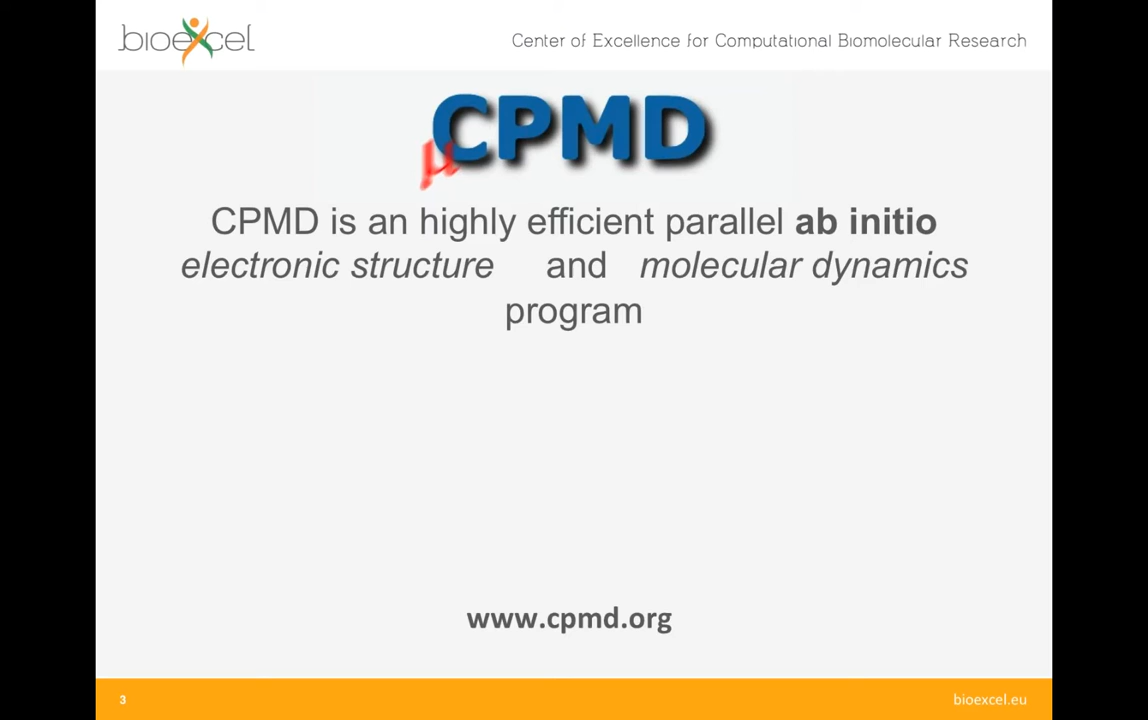 bioexcel
Center of Excellence for Computational Biomolecular Research
CPMD
μ
CPMD is an highly efficient parallel ab initio
electronic structure and molecular dynamics
program
www.cpmd.org
3
bioexcel.eu